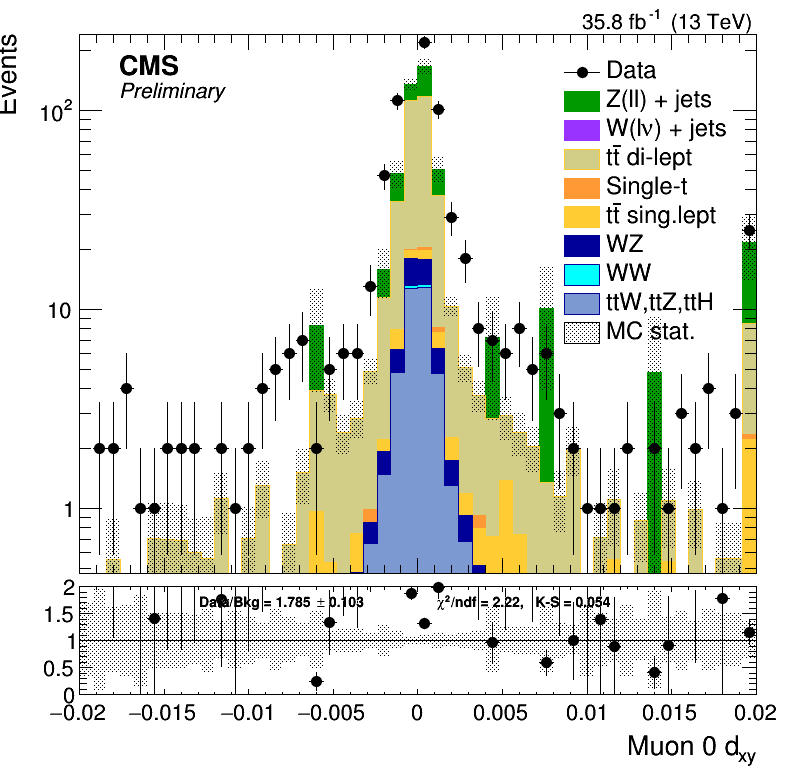 35.8 fb⁻¹ (13 TeV)
Events
CMS
Preliminary
Data
Z(ll) + jets
W(lν) + jets
tt̄ di-lept
Single-t
tt̄ sing.lept
WZ
WW
ttW,ttZ,ttH
MC stat.
10²
10
1
Data/Bkg = 1.785 ± 0.103 χ²/ndf = 2.22, K-S = 0.054
2
1.5
1
0.5
0
−0.02 −0.015 −0.01 −0.005 0 0.005 0.01 0.015 0.02
Muon 0 d_xy